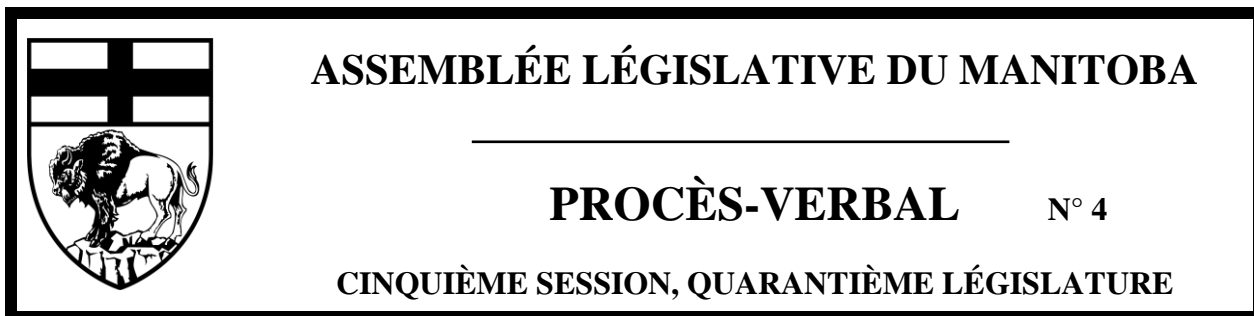 ASSEMBLÉE LÉGISLATIVE DU MANITOBA
PROCÈS-VERBAL N° 4
CINQUIÈME SESSION, QUARANTIÈME LÉGISLATURE